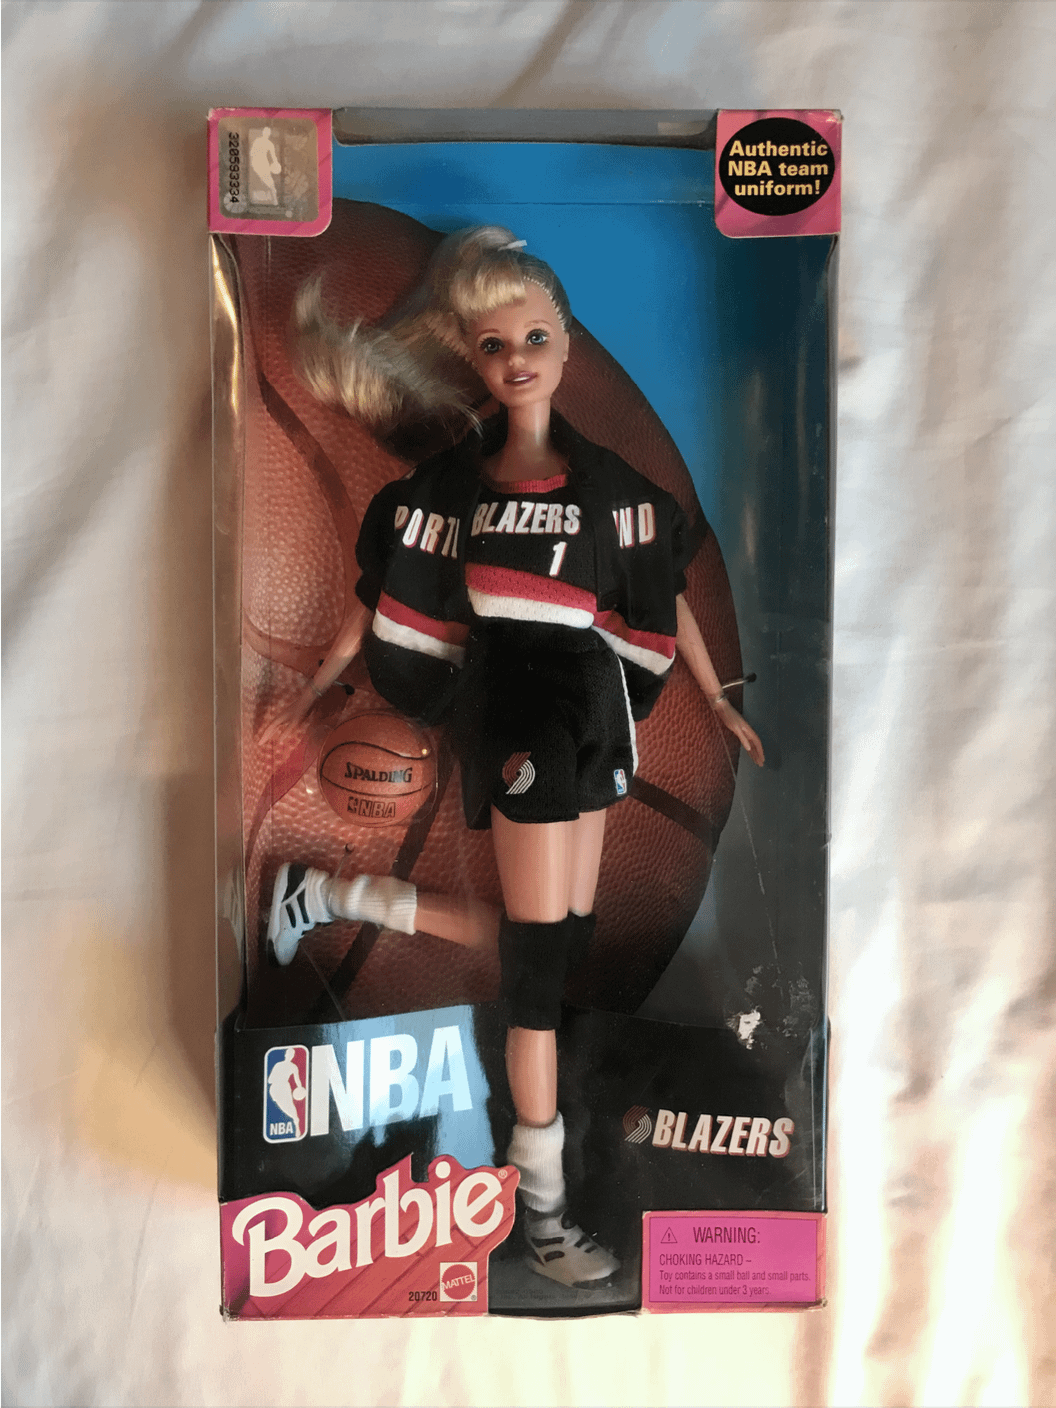 320593334
Authentic
NBA team
uniform!
PORT
BLAZERS
ND
1
SPALDING
NBA
NBA
NBA
BLAZERS
Barbie®
MATTEL
®
20720
WARNING:
CHOKING HAZARD –
Toy contains a small ball and small parts.
Not for children under 3 years.